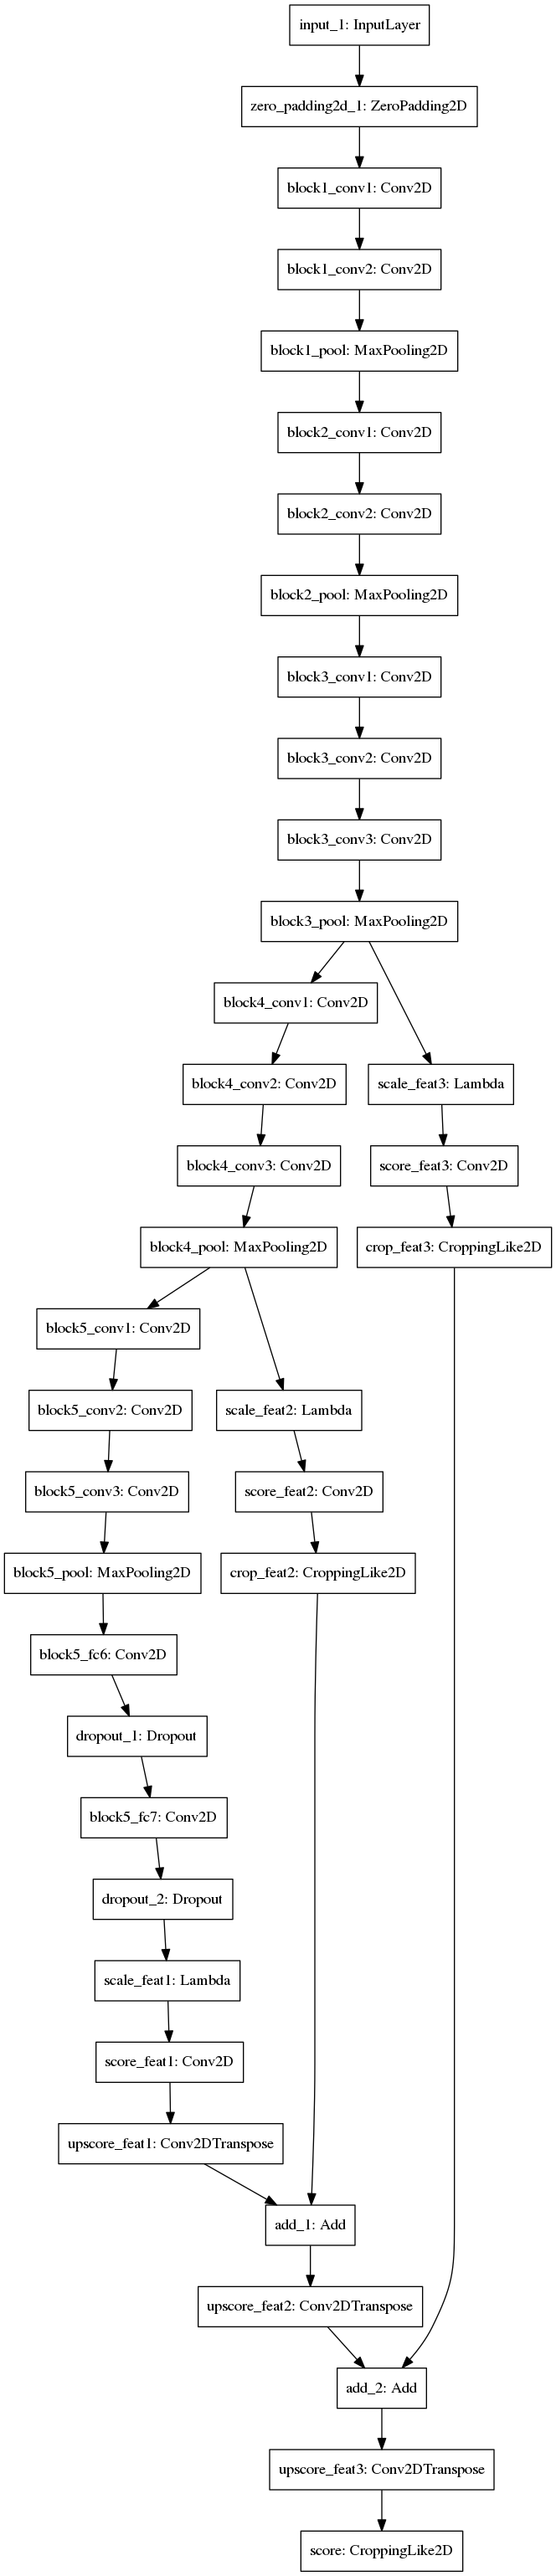 input_1: InputLayer
zero_padding2d_1: ZeroPadding2D
block1_conv1: Conv2D
block1_conv2: Conv2D
block1_pool: MaxPooling2D
block2_conv1: Conv2D
block2_conv2: Conv2D
block2_pool: MaxPooling2D
block3_conv1: Conv2D
block3_conv2: Conv2D
block3_conv3: Conv2D
block3_pool: MaxPooling2D
block4_conv1: Conv2D
block4_conv2: Conv2D
scale_feat3: Lambda
block4_conv3: Conv2D
score_feat3: Conv2D
block4_pool: MaxPooling2D
crop_feat3: CroppingLike2D
block5_conv1: Conv2D
block5_conv2: Conv2D
scale_feat2: Lambda
block5_conv3: Conv2D
score_feat2: Conv2D
block5_pool: MaxPooling2D
crop_feat2: CroppingLike2D
block5_fc6: Conv2D
dropout_1: Dropout
block5_fc7: Conv2D
dropout_2: Dropout
scale_feat1: Lambda
score_feat1: Conv2D
upscore_feat1: Conv2DTranspose
add_1: Add
upscore_feat2: Conv2DTranspose
add_2: Add
upscore_feat3: Conv2DTranspose
score: CroppingLike2D